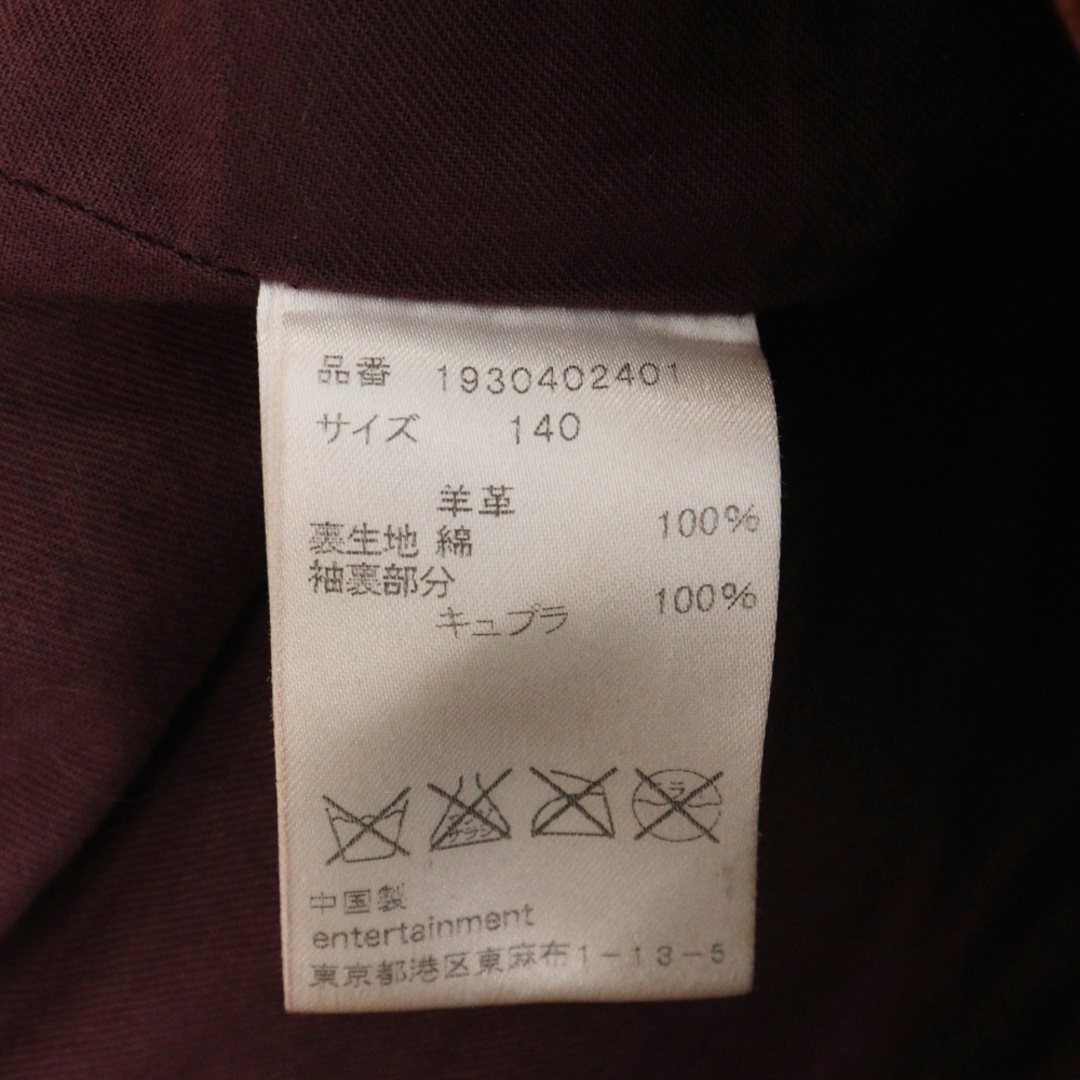 品番 1930402401
サイズ 140
羊革
裏生地 綿 100%
袖裏部分
キュプラ 100%
中国製
entertainment
東京都港区東麻布1-13-5